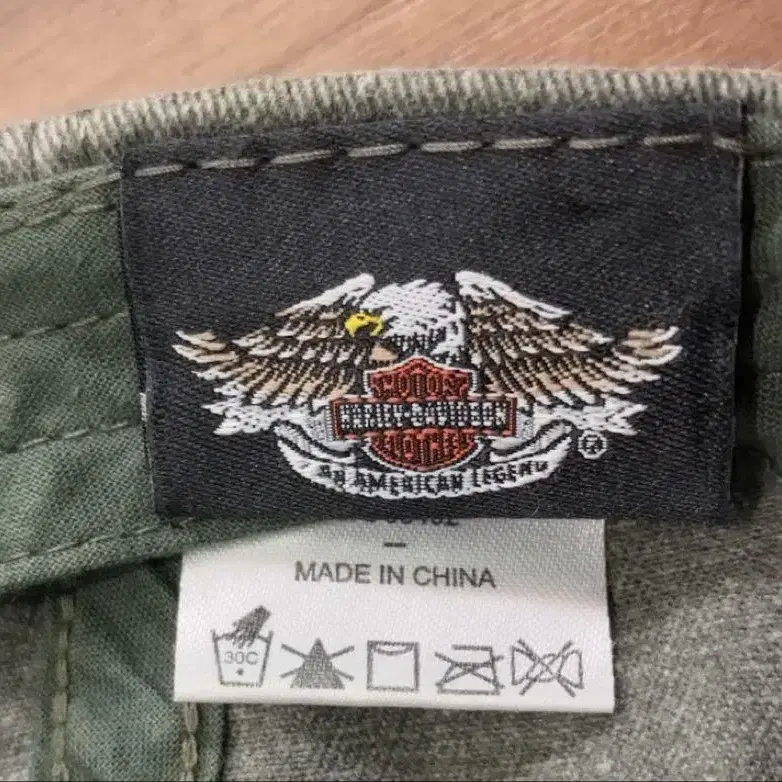 MOTOR
HARLEY-DAVIDSON
CYCLES
AN AMERICAN LEGEND
®
MADE IN CHINA
30C